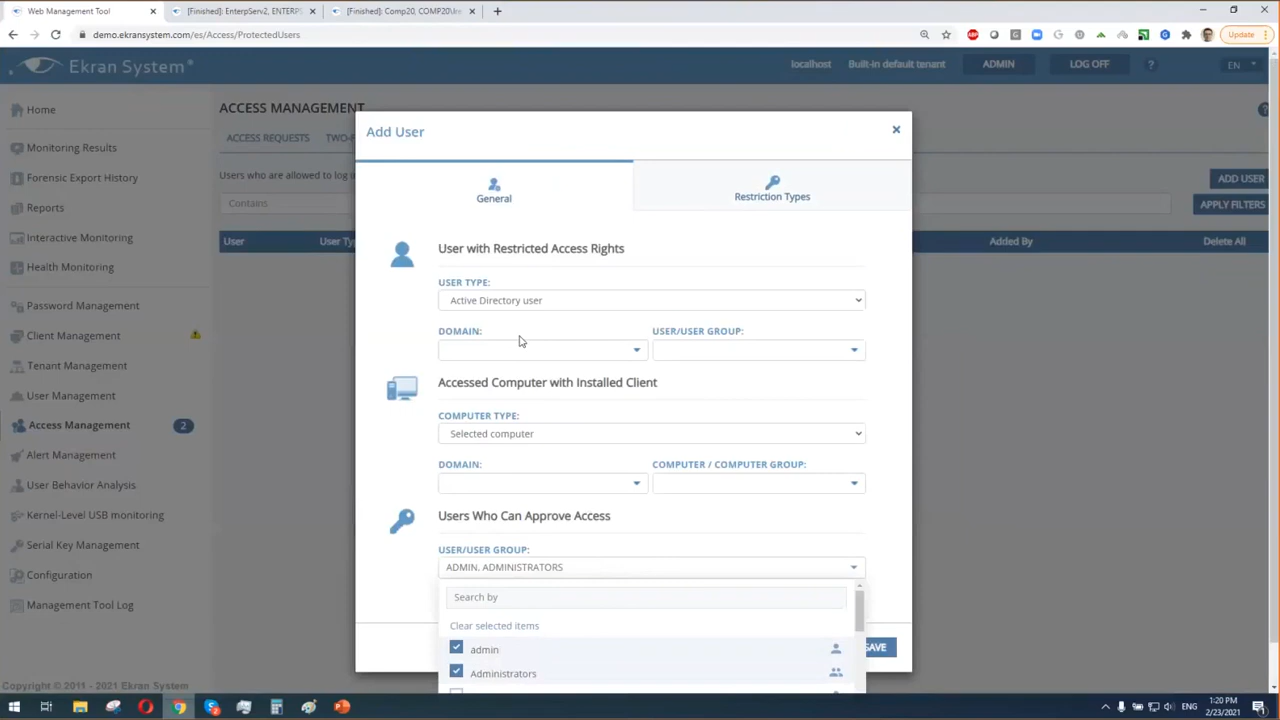 Web Management Tool
[Finished]: EnterpServ2, ENTERPS
[Finished]: Comp20, COMP20\
demo.ekransystem.com/es/Access/ProtectedUsers
Update
Ekran System®
localhost
Built-in default tenant
ADMIN
LOG OFF
?
EN
Home
Monitoring Results
Forensic Export History
Reports
Interactive Monitoring
Health Monitoring
Password Management
Client Management
Tenant Management
User Management
Access Management
2
Alert Management
User Behavior Analysis
Kernel-Level USB monitoring
Serial Key Management
Configuration
Management Tool Log
Copyright © 2011 - 2021 Ekran System
ACCESS MANAGEMENT
ACCESS REQUESTS
TWO-F
Users who are allowed to log i
ADD USER
Contains
APPLY FILTERS
User
User Ty
Added By
Delete All
Add User
General
Restriction Types
User with Restricted Access Rights
USER TYPE:
Active Directory user
DOMAIN:
USER/USER GROUP:
Accessed Computer with Installed Client
COMPUTER TYPE:
Selected computer
DOMAIN:
COMPUTER / COMPUTER GROUP:
Users Who Can Approve Access
USER/USER GROUP:
ADMIN, ADMINISTRATORS
Search by
Clear selected items
admin
Administrators
SAVE
ENG
1:20 PM
2/23/2021